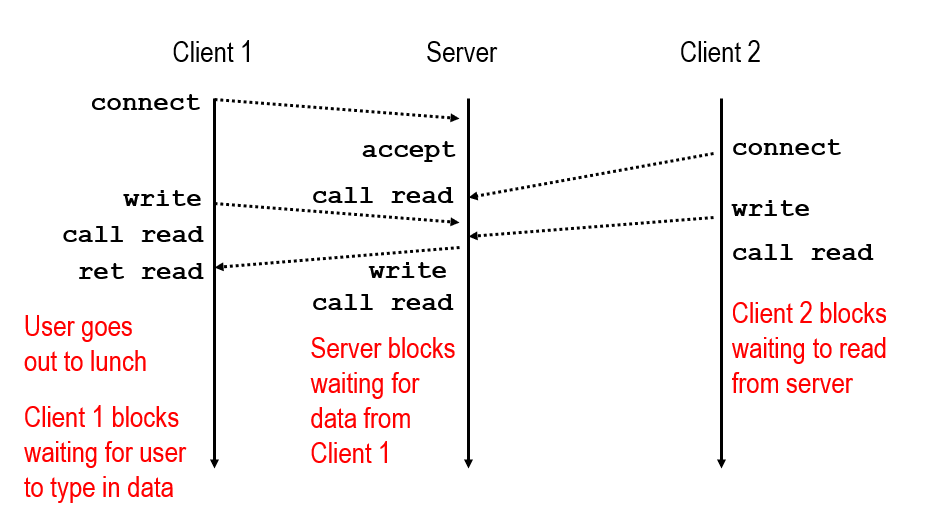 Client 1
Server
Client 2
connect
accept
connect
write
call read
write
call read
call read
ret read
write
call read
User goes
out to lunch
Client 1 blocks
waiting for user
to type in data
Server blocks
waiting for
data from
Client 1
Client 2 blocks
waiting to read
from server